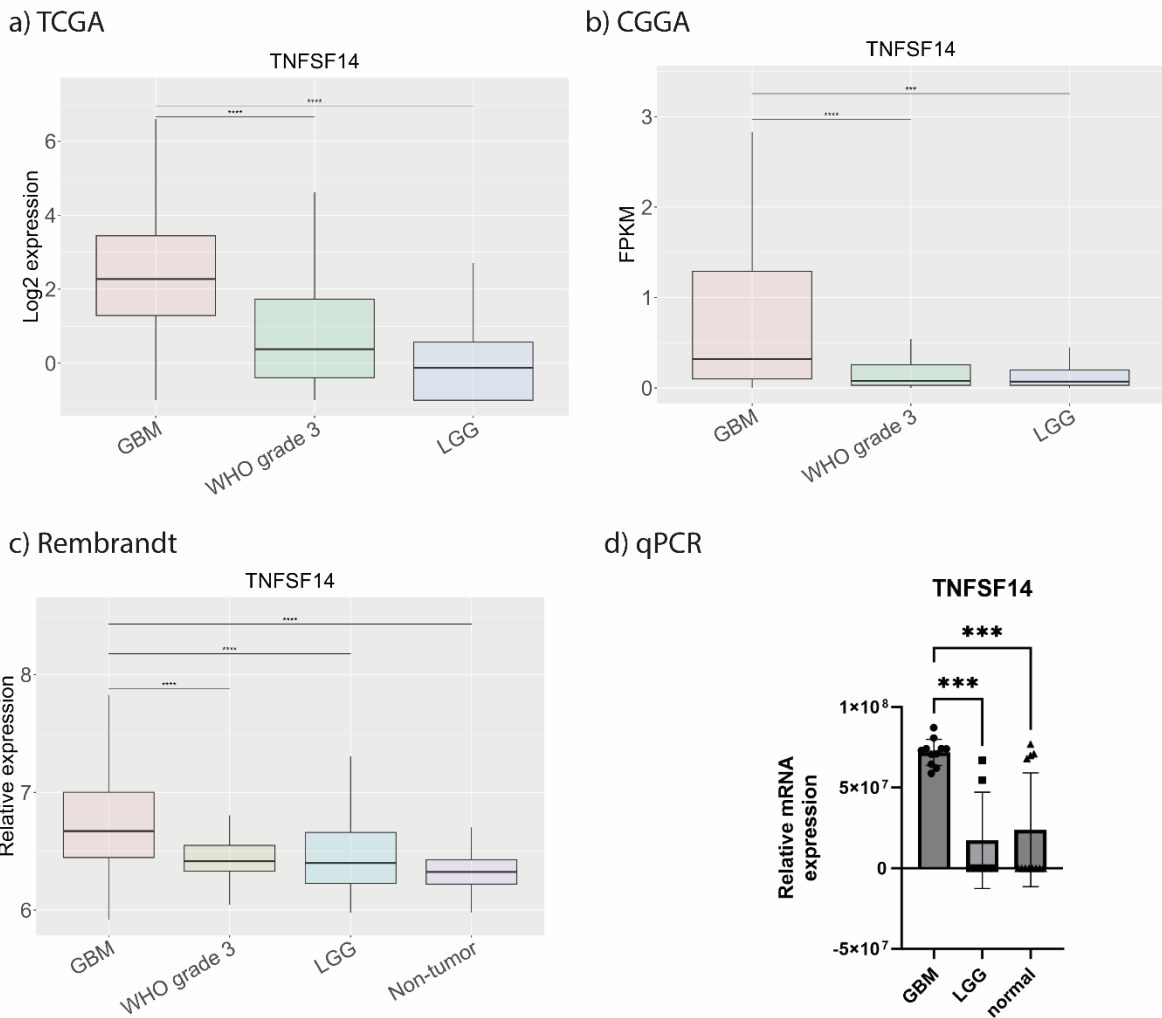 a) TCGA
TNFSF14
****
****
6
4
2
0
Log2 expression
GBM
WHO grade 3
LGG
b) CGGA
TNFSF14
***
****
3
2
1
0
FPKM
GBM
WHO grade 3
LGG
c) Rembrandt
TNFSF14
****
****
****
8
7
6
Relative expression
GBM
WHO grade 3
LGG
Non-tumor
d) qPCR
TNFSF14
***
***
1×10⁸
5×10⁷
0
-5×10⁷
Relative mRNA
expression
GBM
LGG
normal